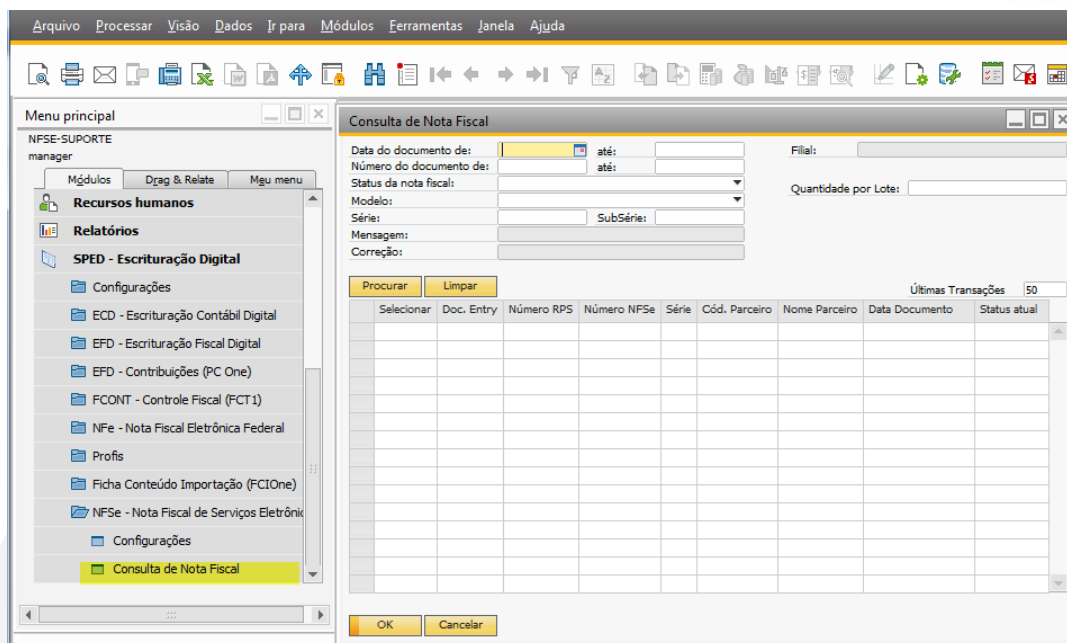 Arquivo Processar Visão Dados Ir para Módulos Ferramentas Janela Ajuda
Menu principal
NFSE-SUPORTE
manager
Módulos Drag & Relate Meu menu
Recursos humanos
Relatórios
SPED - Escrituração Digital
Configurações
ECD - Escrituração Contábil Digital
EFD - Escrituração Fiscal Digital
EFD - Contribuições (PC One)
FCONT - Controle Fiscal (FCT1)
NFe - Nota Fiscal Eletrônica Federal
Profis
Ficha Conteúdo Importação (FCIOne)
NFSe - Nota Fiscal de Serviços Eletrônic
Configurações
Consulta de Nota Fiscal
Consulta de Nota Fiscal
Data do documento de: até: Filial:
Número do documento de: até:
Status da nota fiscal: Quantidade por Lote:
Modelo:
Série: SubSérie:
Mensagem:
Correção:
Procurar Limpar Últimas Transações 50
Selecionar Doc. Entry Número RPS Número NFSe Série Cód. Parceiro Nome Parceiro Data Documento Status atual
OK Cancelar